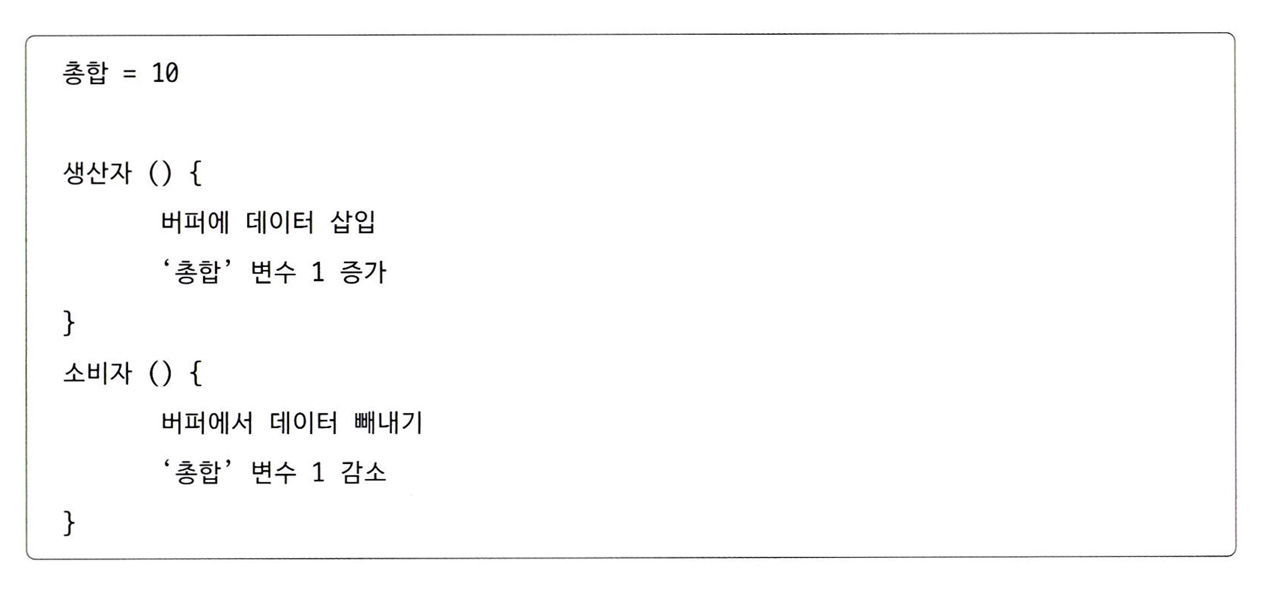 총합 = 10
생산자 () {
버퍼에 데이터 삽입
‘총합’ 변수 1 증가
}
소비자 () {
버퍼에서 데이터 빼내기
‘총합’ 변수 1 감소
}